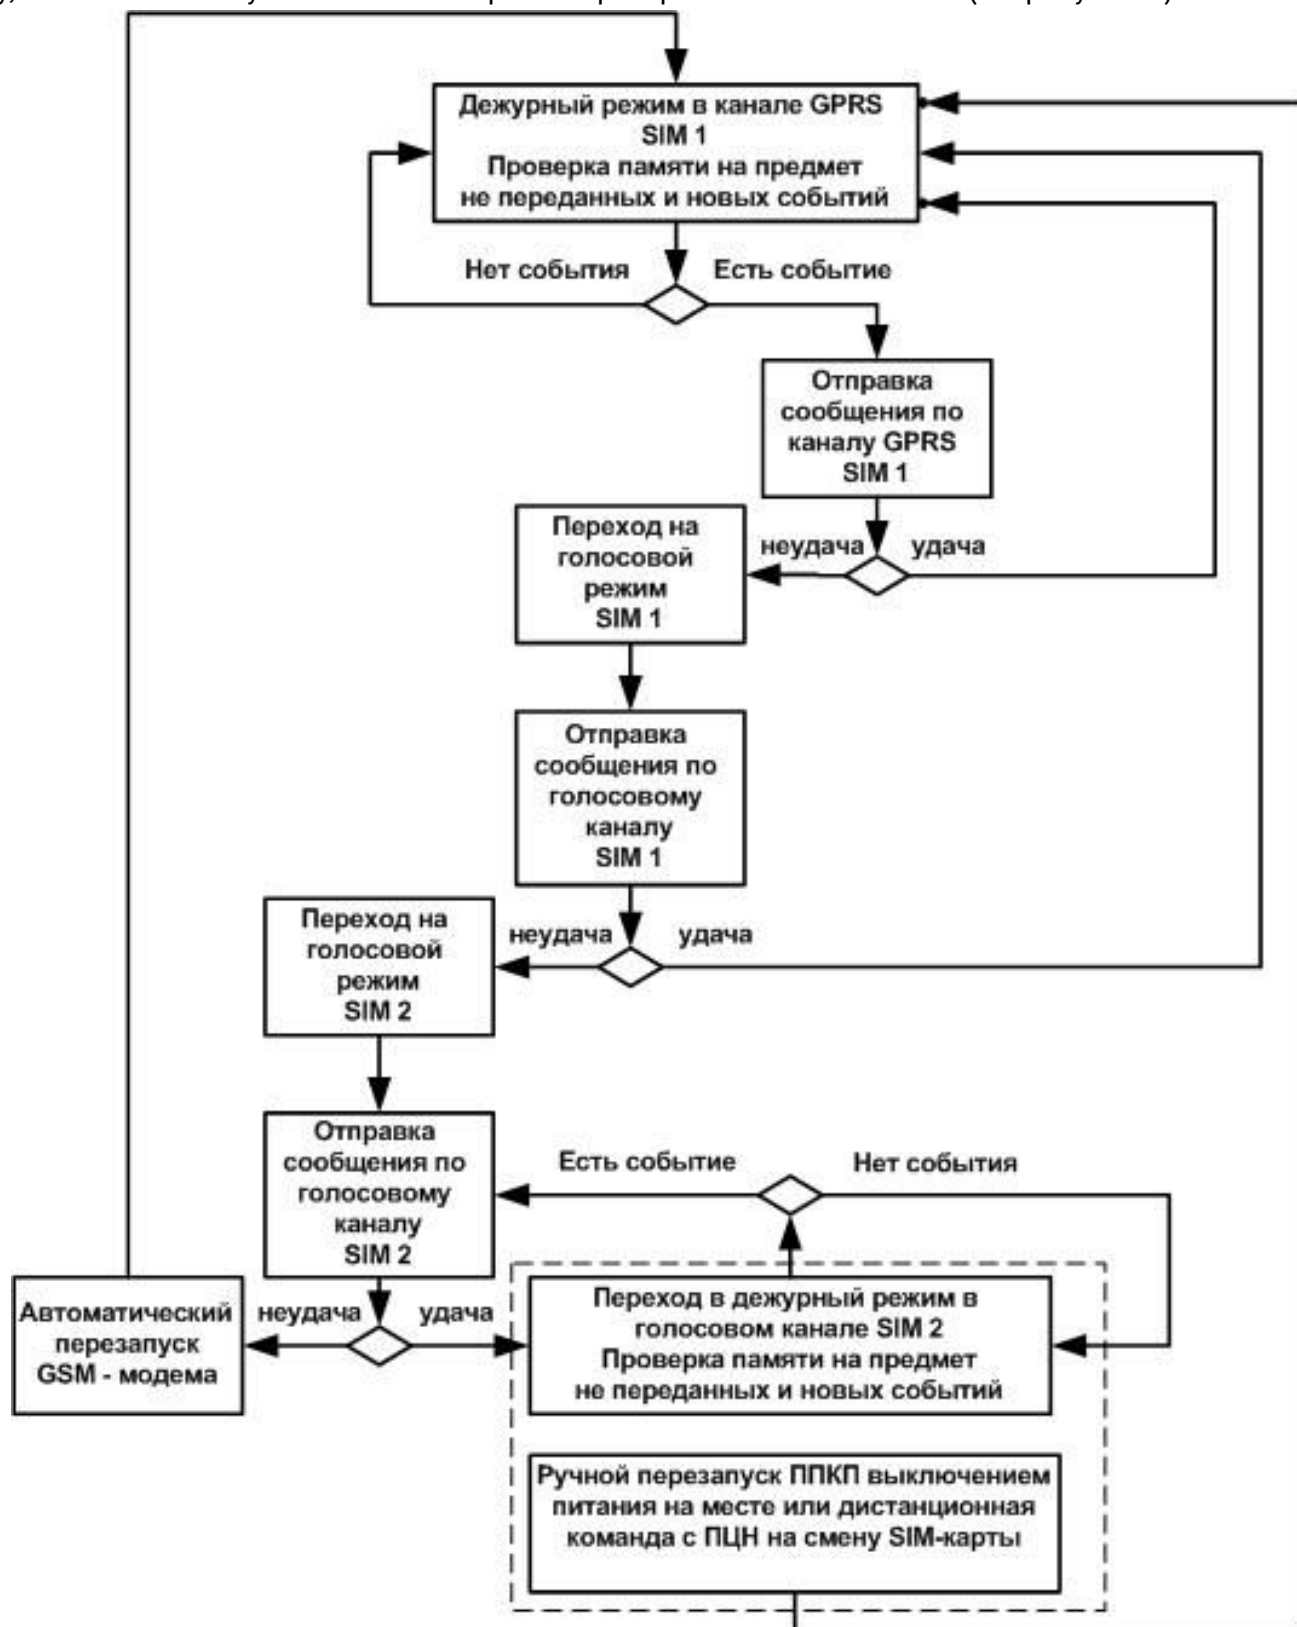 Дежурный режим в канале GPRS
SIM 1
Проверка памяти на предмет
не переданных и новых событий
Нет события
Есть событие
Отправка
сообщения по
каналу GPRS
SIM 1
неудача
удача
Переход на
голосовой
режим
SIM 1
Отправка
сообщения по
голосовому
каналу
SIM 1
неудача
удача
Переход на
голосовой
режим
SIM 2
Отправка
сообщения по
голосовому
каналу
SIM 2
Есть событие
Нет события
неудача
удача
Автоматический
перезапуск
GSM - модема
Переход в дежурный режим в
голосовом канале SIM 2
Проверка памяти на предмет
не переданных и новых событий
Ручной перезапуск ППКП выключением
питания на месте или дистанционная
команда с ПЦН на смену SIM-карты